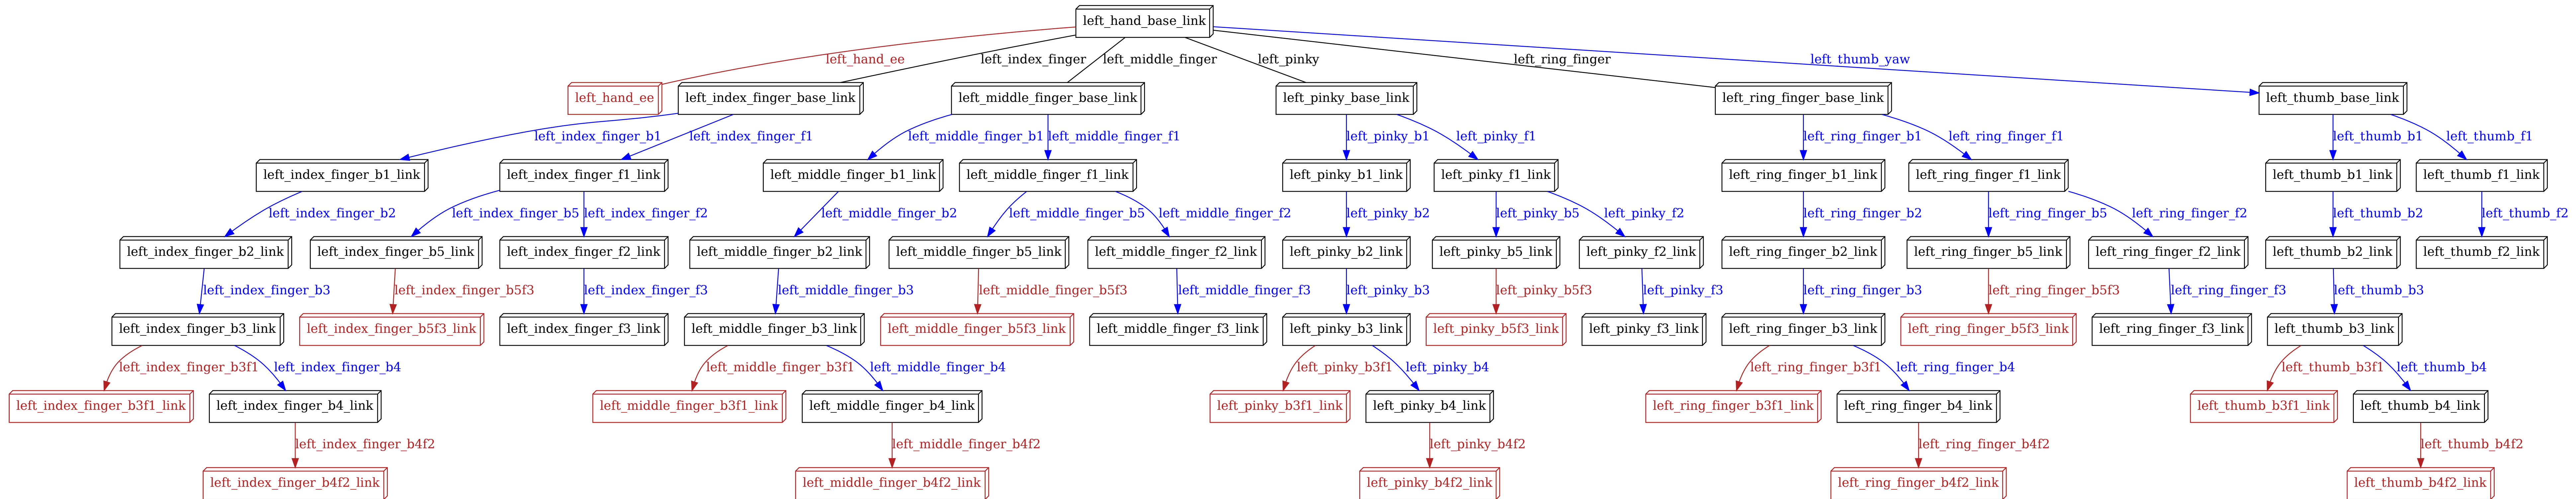 left_hand_base_link
left_hand_ee
left_index_finger
left_middle_finger
left_pinky
left_ring_finger
left_thumb_yaw
left_hand_ee
left_index_finger_base_link
left_middle_finger_base_link
left_pinky_base_link
left_ring_finger_base_link
left_thumb_base_link
left_index_finger_b1
left_index_finger_f1
left_middle_finger_b1
left_middle_finger_f1
left_pinky_b1
left_pinky_f1
left_ring_finger_b1
left_ring_finger_f1
left_thumb_b1
left_thumb_f1
left_index_finger_b1_link
left_index_finger_f1_link
left_middle_finger_b1_link
left_middle_finger_f1_link
left_pinky_b1_link
left_pinky_f1_link
left_ring_finger_b1_link
left_ring_finger_f1_link
left_thumb_b1_link
left_thumb_f1_link
left_index_finger_b2
left_index_finger_b5
left_index_finger_f2
left_middle_finger_b2
left_middle_finger_b5
left_middle_finger_f2
left_pinky_b2
left_pinky_b5
left_pinky_f2
left_ring_finger_b2
left_ring_finger_b5
left_ring_finger_f2
left_thumb_b2
left_thumb_f2
left_index_finger_b2_link
left_index_finger_b5_link
left_index_finger_f2_link
left_middle_finger_b2_link
left_middle_finger_b5_link
left_middle_finger_f2_link
left_pinky_b2_link
left_pinky_b5_link
left_pinky_f2_link
left_ring_finger_b2_link
left_ring_finger_b5_link
left_ring_finger_f2_link
left_thumb_b2_link
left_thumb_f2_link
left_index_finger_b3
left_index_finger_b5f3
left_index_finger_f3
left_middle_finger_b3
left_middle_finger_b5f3
left_middle_finger_f3
left_pinky_b3
left_pinky_b5f3
left_pinky_f3
left_ring_finger_b3
left_ring_finger_b5f3
left_ring_finger_f3
left_thumb_b3
left_index_finger_b3_link
left_index_finger_b5f3_link
left_index_finger_f3_link
left_middle_finger_b3_link
left_middle_finger_b5f3_link
left_middle_finger_f3_link
left_pinky_b3_link
left_pinky_b5f3_link
left_pinky_f3_link
left_ring_finger_b3_link
left_ring_finger_b5f3_link
left_ring_finger_f3_link
left_thumb_b3_link
left_index_finger_b3f1
left_index_finger_b4
left_middle_finger_b3f1
left_middle_finger_b4
left_pinky_b3f1
left_pinky_b4
left_ring_finger_b3f1
left_ring_finger_b4
left_thumb_b3f1
left_thumb_b4
left_index_finger_b3f1_link
left_index_finger_b4_link
left_middle_finger_b3f1_link
left_middle_finger_b4_link
left_pinky_b3f1_link
left_pinky_b4_link
left_ring_finger_b3f1_link
left_ring_finger_b4_link
left_thumb_b3f1_link
left_thumb_b4_link
left_index_finger_b4f2
left_middle_finger_b4f2
left_pinky_b4f2
left_ring_finger_b4f2
left_thumb_b4f2
left_index_finger_b4f2_link
left_middle_finger_b4f2_link
left_pinky_b4f2_link
left_ring_finger_b4f2_link
left_thumb_b4f2_link